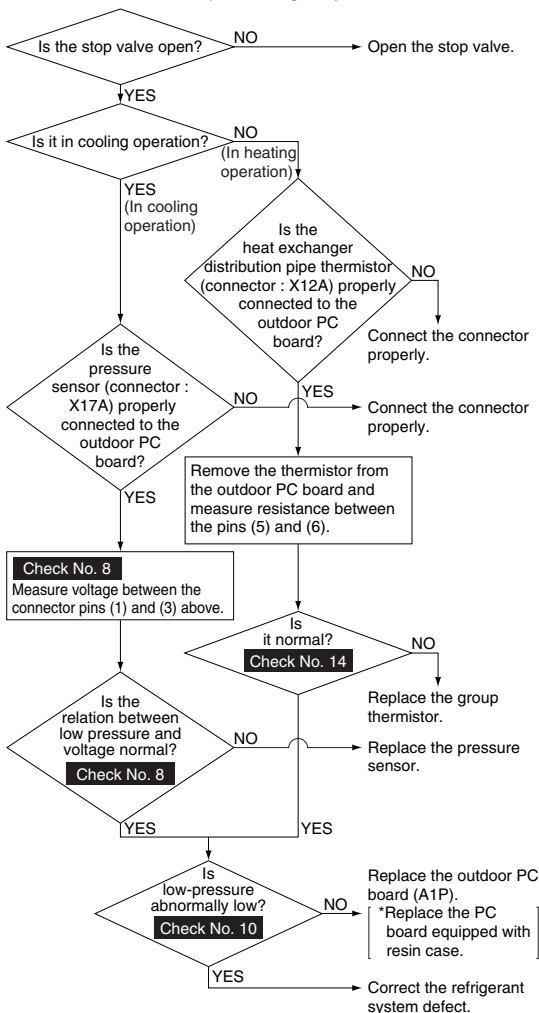 Is the stop valve open?
NO
Open the stop valve.
YES
Is it in cooling operation?
NO
(In heating
operation)
YES
(In cooling
operation)
Is the
heat exchanger
distribution pipe thermistor
(connector : X12A) properly
connected to the
outdoor PC
board?
NO
Connect the connector
properly.
YES
Is the
pressure
sensor (connector :
X17A) properly
connected to the
outdoor PC
board?
NO
Connect the connector
properly.
YES
Remove the thermistor from
the outdoor PC board and
measure resistance between
the pins (5) and (6).
Check No. 8
Measure voltage between the
connector pins (1) and (3) above.
Is
it normal?
Check No. 14
NO
Replace the group
thermistor.
YES
Is the
relation between
low pressure and
voltage normal?
Check No. 8
NO
Replace the pressure
sensor.
YES
Is
low-pressure
abnormally low?
Check No. 10
NO
Replace the outdoor PC
board (A1P).
*Replace the PC
board equipped with
resin case.
YES
Correct the refrigerant
system defect.